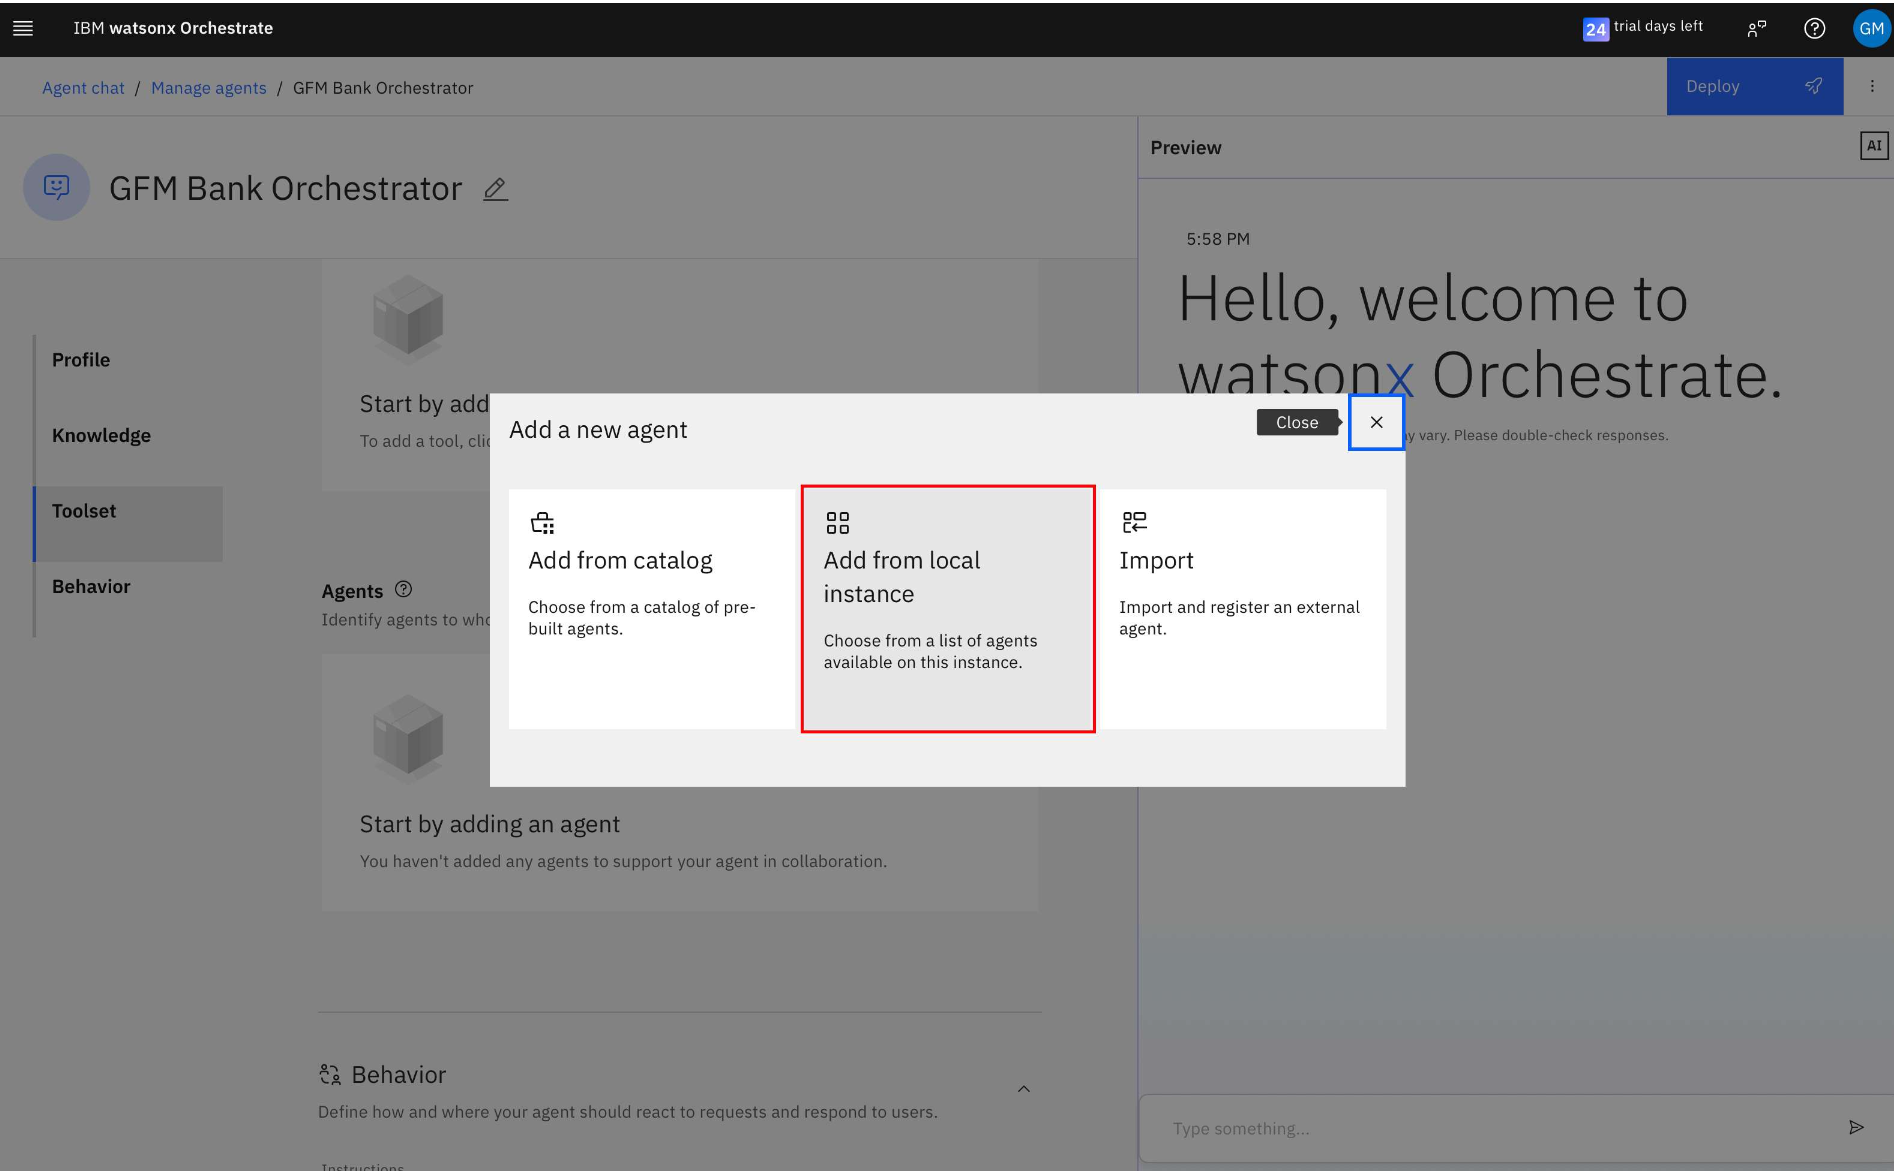 IBM watsonx Orchestrate
24 trial days left
GM
Agent chat / Manage agents / GFM Bank Orchestrator
Deploy
GFM Bank Orchestrator
Preview
AI
5:58 PM
Hello, welcome to
watsonx Orchestrate.
vary. Please double-check responses.
Profile
Knowledge
Toolset
Behavior
Start by add
To add a tool, clic
Agents
Identify agents to who
Add a new agent
Close
Add from catalog
Choose from a catalog of pre-
built agents.
Add from local
instance
Choose from a list of agents
available on this instance.
Import
Import and register an external
agent.
Start by adding an agent
You haven't added any agents to support your agent in collaboration.
Behavior
Define how and where your agent should react to requests and respond to users.
Instructions
Type something...